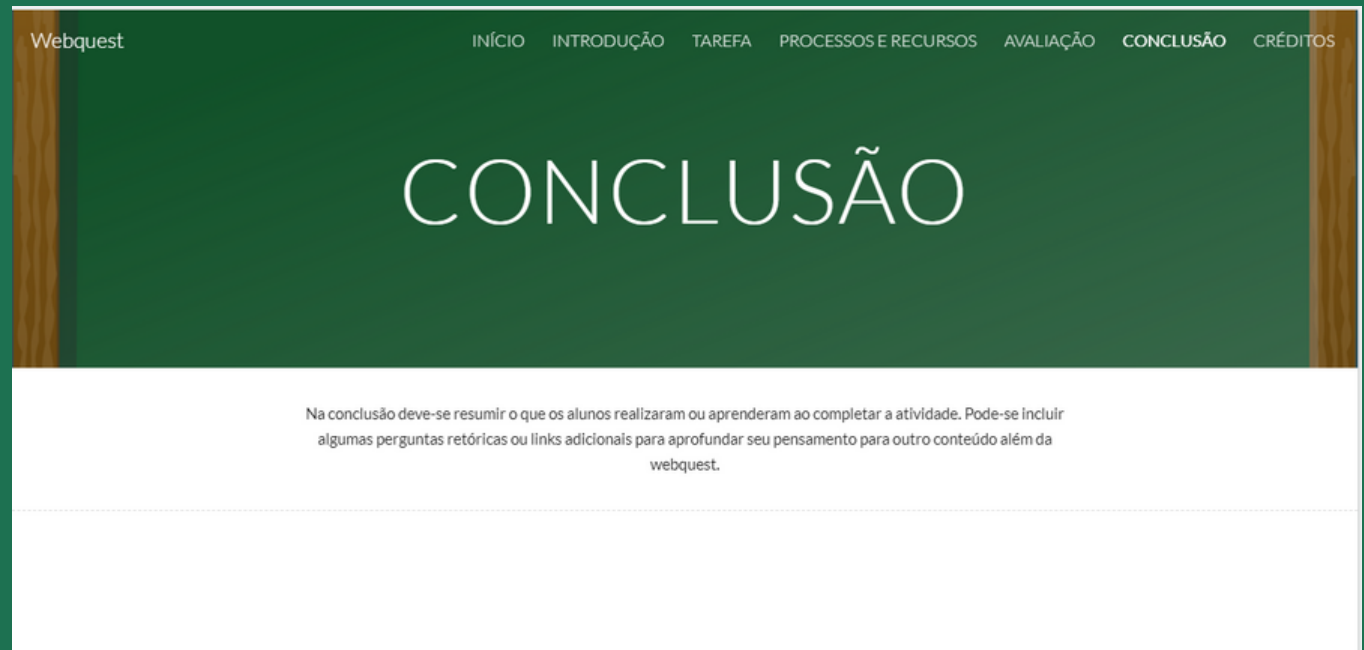 Webquest INÍCIO INTRODUÇÃO TAREFA PROCESSOS E RECURSOS AVALIAÇÃO CONCLUSÃO CRÉDITOS
CONCLUSÃO
Na conclusão deve-se resumir o que os alunos realizaram ou aprenderam ao completar a atividade. Pode-se incluir
algumas perguntas retóricas ou links adicionais para aprofundar seu pensamento para outro conteúdo além da
webquest.